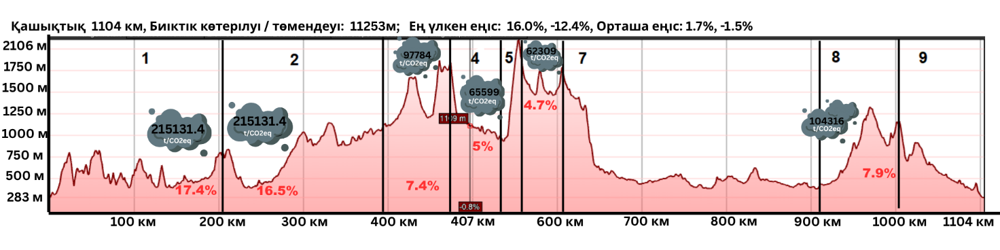 Қашықтық 1104 км, Биіктік көтерілуі / төмендеуі: 11253м; Ең үлкен еңіс: 16.0%, -12.4%, Орташа еңіс: 1.7%, -1.5%
2106 м
1750 м
1500 м
1250 м
1000 м
750 м
500 м
283 м
1
2
4
5
7
8
9
215131.4
t/CO2eq
17.4%
215131.4
t/CO2eq
16.5%
97784
t/CO2eq
7.4%
1109 m
65599
t/CO2eq
5%
-0.8%
62309
t/CO2eq
4.7%
104316
t/CO2eq
7.9%
100 км 200 км 300 км 400 км 407 км 600 км 700 км 800 км 900 км 1000 км 1104 км